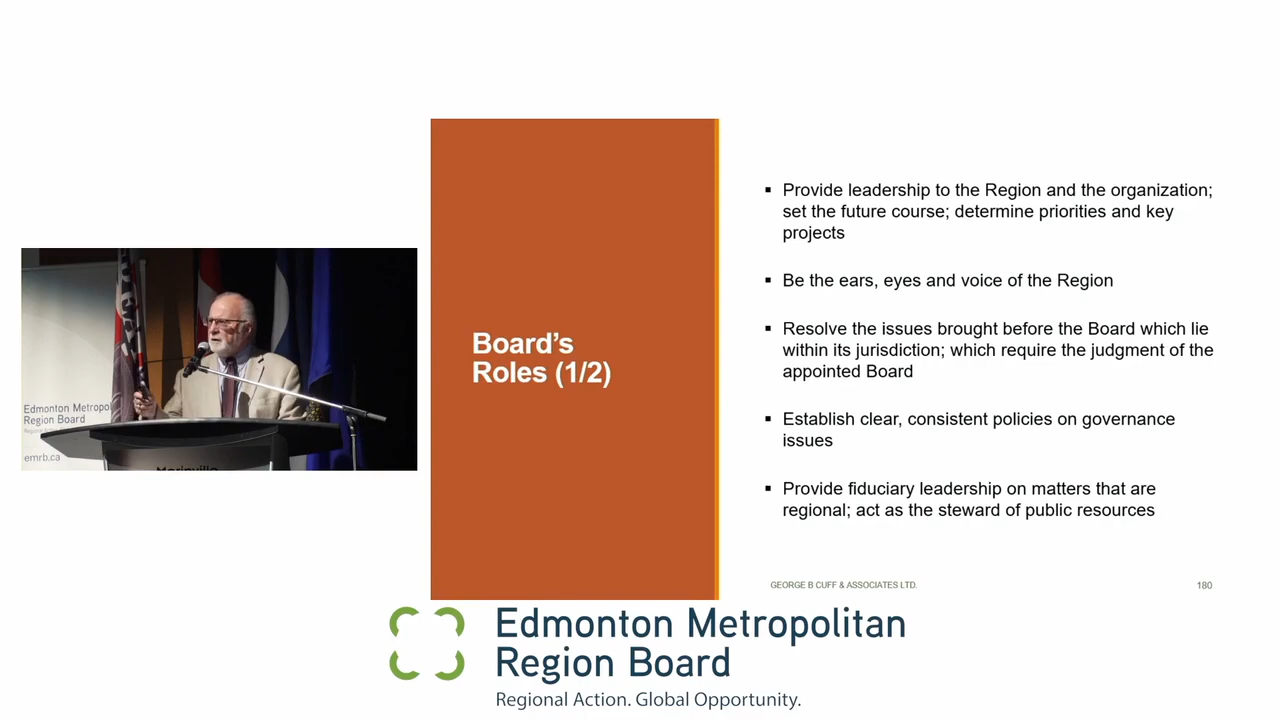 Board's
Roles (1/2)
▪ Provide leadership to the Region and the organization;
set the future course; determine priorities and key
projects
▪ Be the ears, eyes and voice of the Region
▪ Resolve the issues brought before the Board which lie
within its jurisdiction; which require the judgment of the
appointed Board
▪ Establish clear, consistent policies on governance
issues
▪ Provide fiduciary leadership on matters that are
regional; act as the steward of public resources
GEORGE B CUFF & ASSOCIATES LTD.
180
Edmonton Metropol
Region Board
emrb.ca
Morinville
Edmonton Metropolitan
Region Board
Regional Action. Global Opportunity.